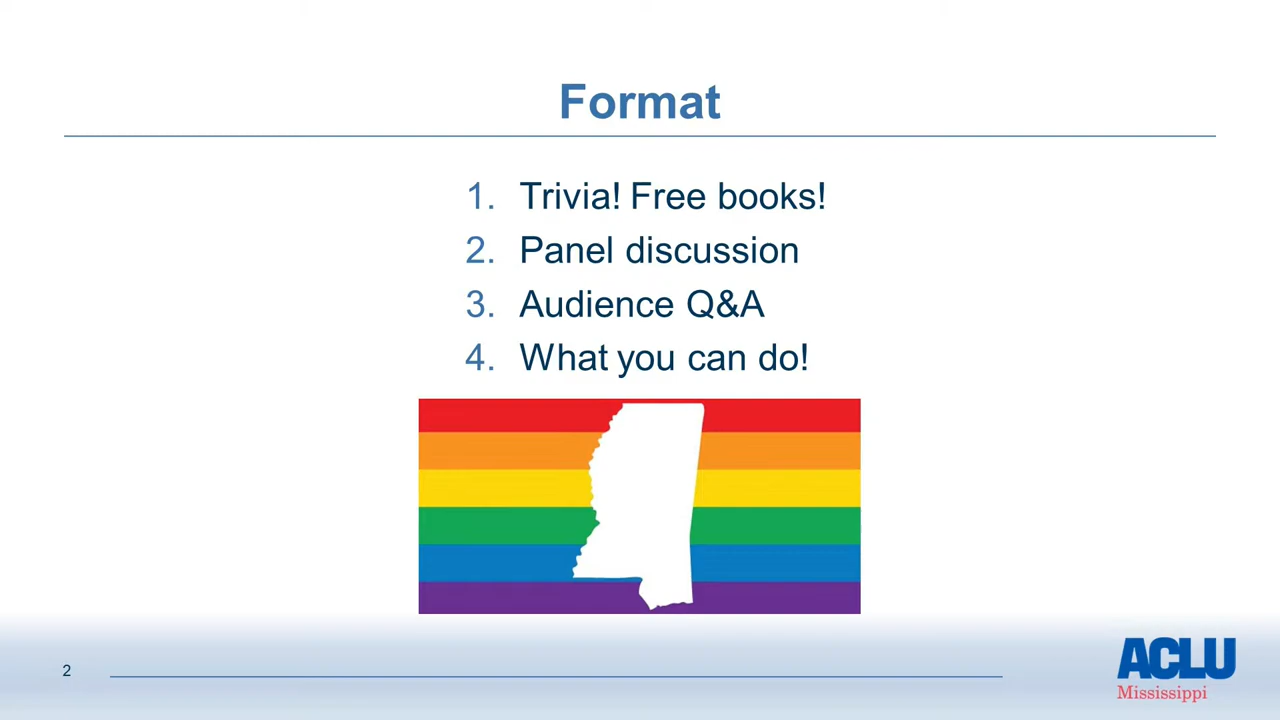 Format
1. Trivia! Free books!
2. Panel discussion
3. Audience Q&A
4. What you can do!
2
ACLU
Mississippi